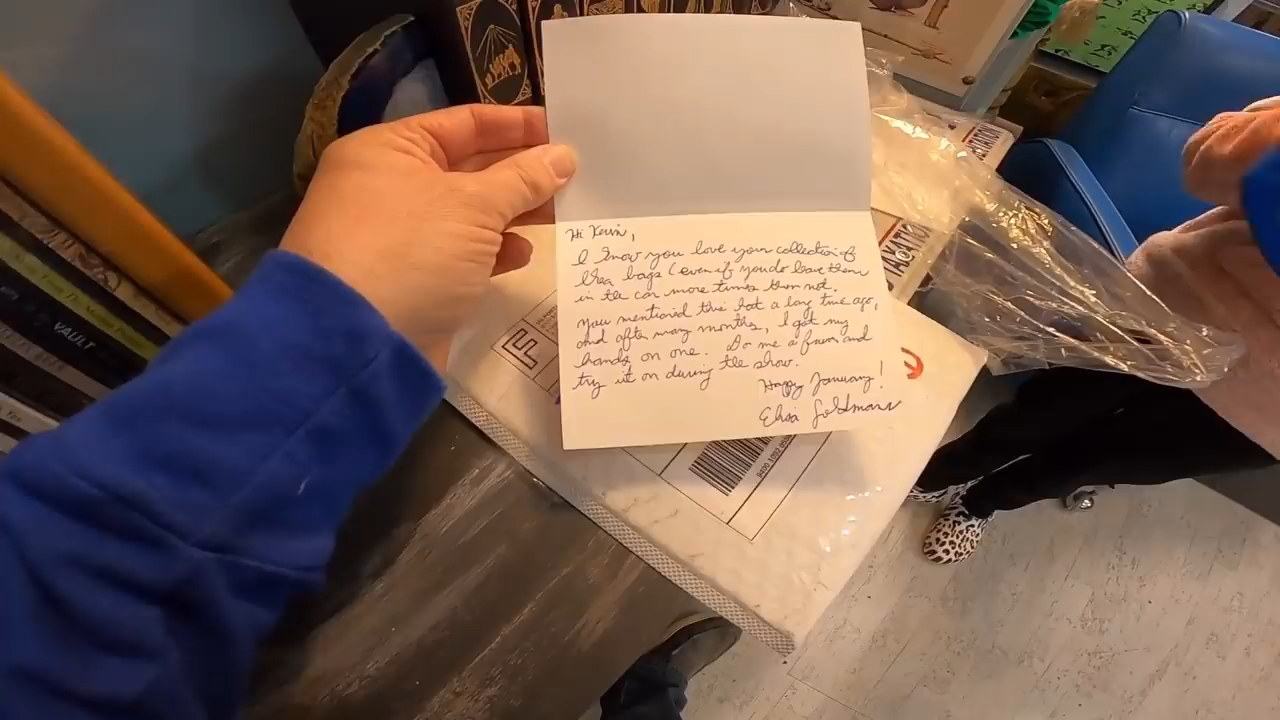 Hi Kevin,
I know you love your collection of
Ikea bags (even if you do leave them
in the car more times then not.
You mentioned this hat a long time ago,
and after many months, I got my
hands on one. Do me a favor and
try it on during the show.
Happy January!
Elisa Goldmann
F
VAULT